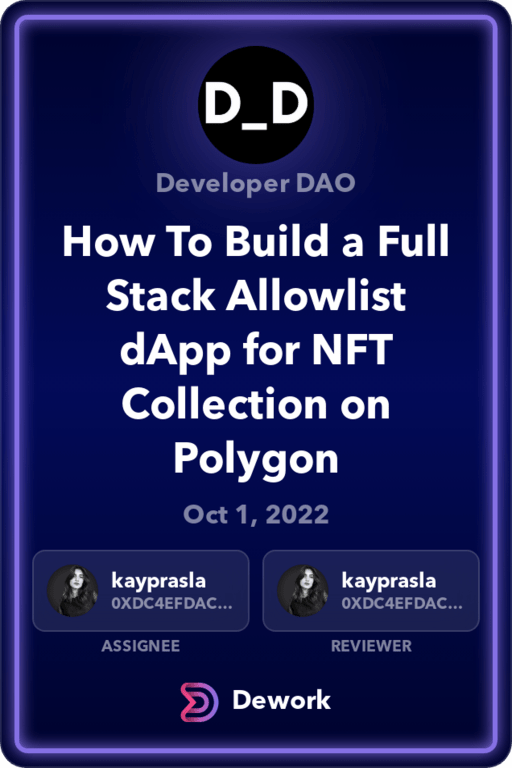 D_D
Developer DAO
How To Build a Full
Stack Allowlist
dApp for NFT
Collection on
Polygon
Oct 1, 2022
kayprasla
0XDC4EFDAC...
ASSIGNEE
kayprasla
0XDC4EFDAC...
REVIEWER
Dework